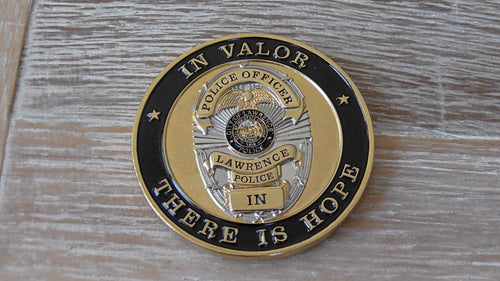 IN VALOR
POLICE OFFICER
LAWRENCE
POLICE
IN
THERE IS HOPE